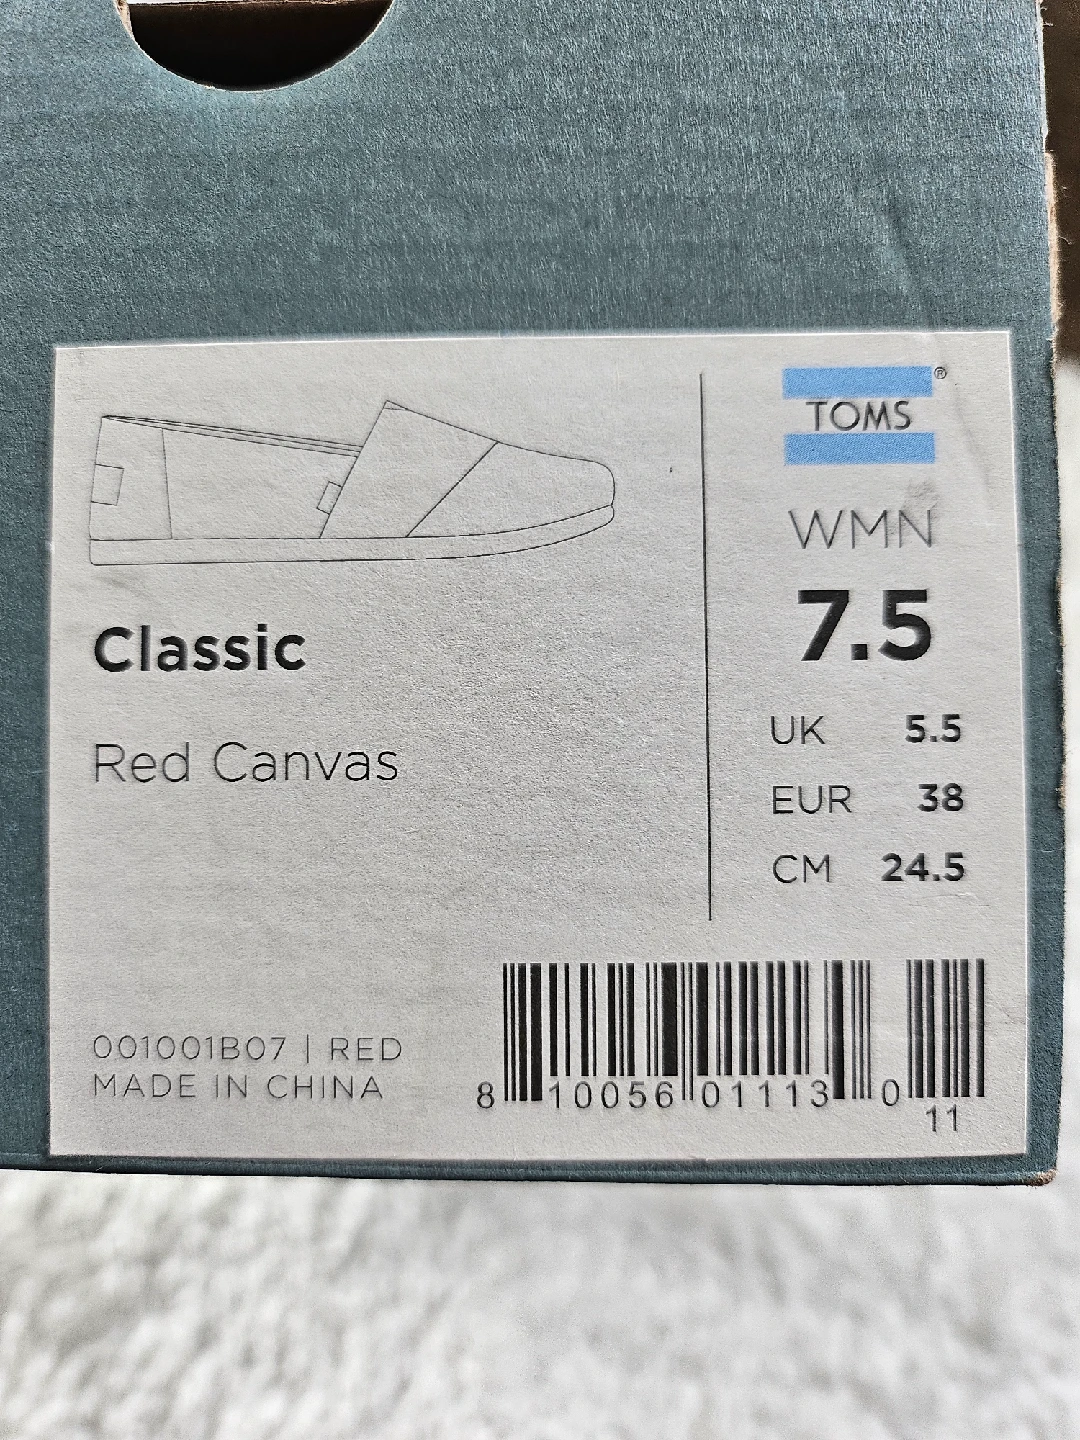 TOMS®
WMN
7.5
UK 5.5
EUR 38
CM 24.5
Classic
Red Canvas
001001B07 | RED
MADE IN CHINA
8 10056 01113 0
11